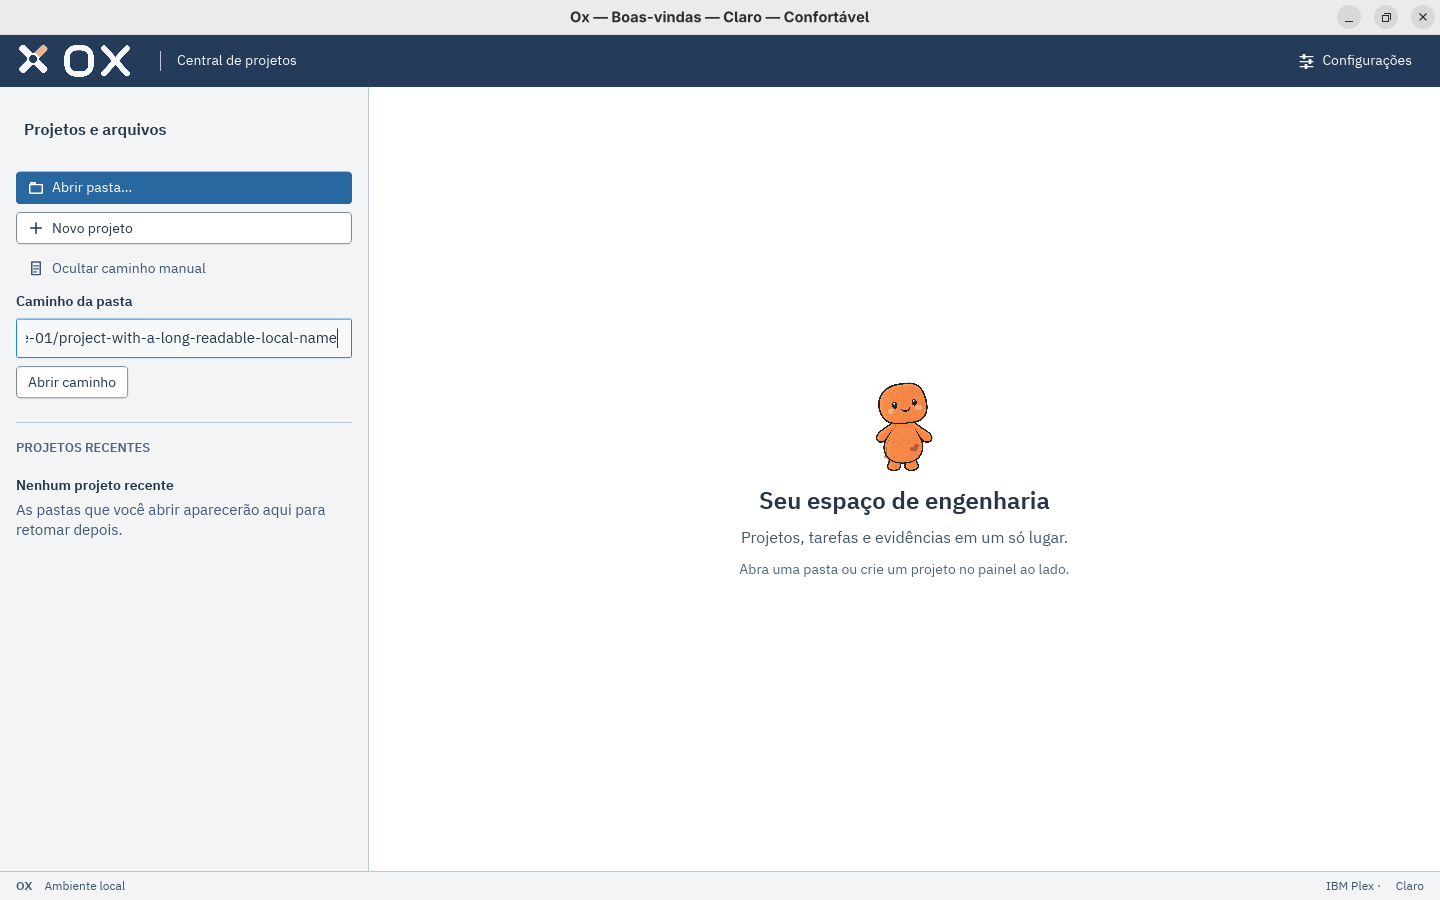 Ox — Boas-vindas — Claro — Confortável
OX
Central de projetos
Configurações
Projetos e arquivos
Abrir pasta...
Novo projeto
Ocultar caminho manual
Caminho da pasta
-01/project-with-a-long-readable-local-name
Abrir caminho
PROJETOS RECENTES
Nenhum projeto recente
As pastas que você abrir aparecerão aqui para
retomar depois.
Seu espaço de engenharia
Projetos, tarefas e evidências em um só lugar.
Abra uma pasta ou crie um projeto no painel ao lado.
OX Ambiente local
IBM Plex · Claro